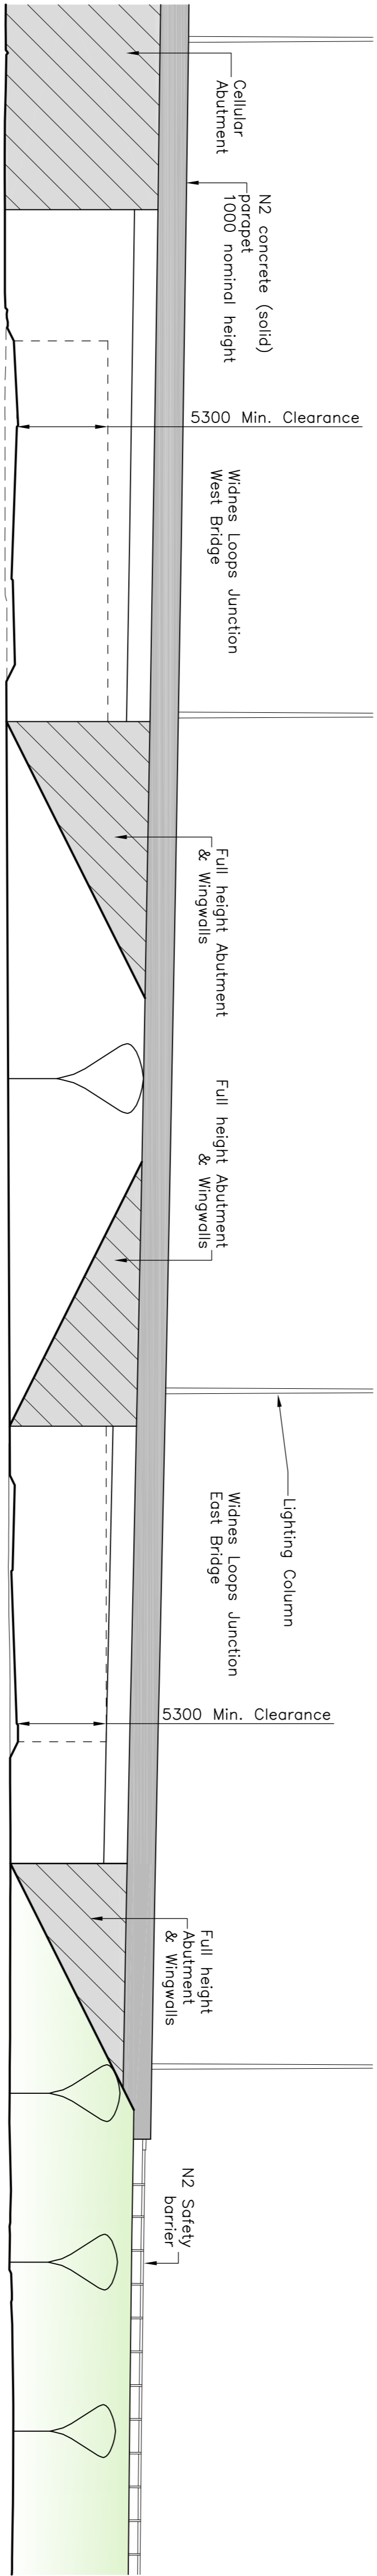 Cellular
Abutment
N2 concrete (solid)
parapet
1000 nominal height
5300 Min. Clearance
Widnes Loops Junction
West Bridge
Full height Abutment
& Wingwalls
Full height Abutment
& Wingwalls
Lighting Column
Widnes Loops Junction
East Bridge
5300 Min. Clearance
Full height
Abutment
& Wingwalls
N2 Safety
barrier